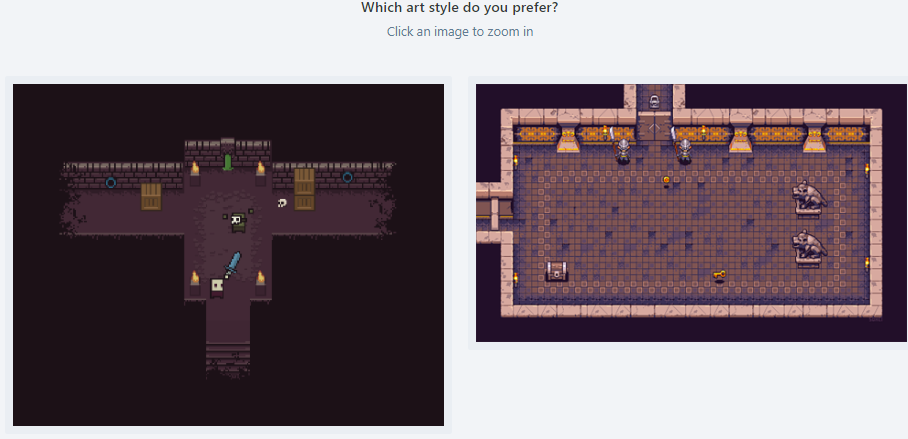 Which art style do you prefer?
Click an image to zoom in